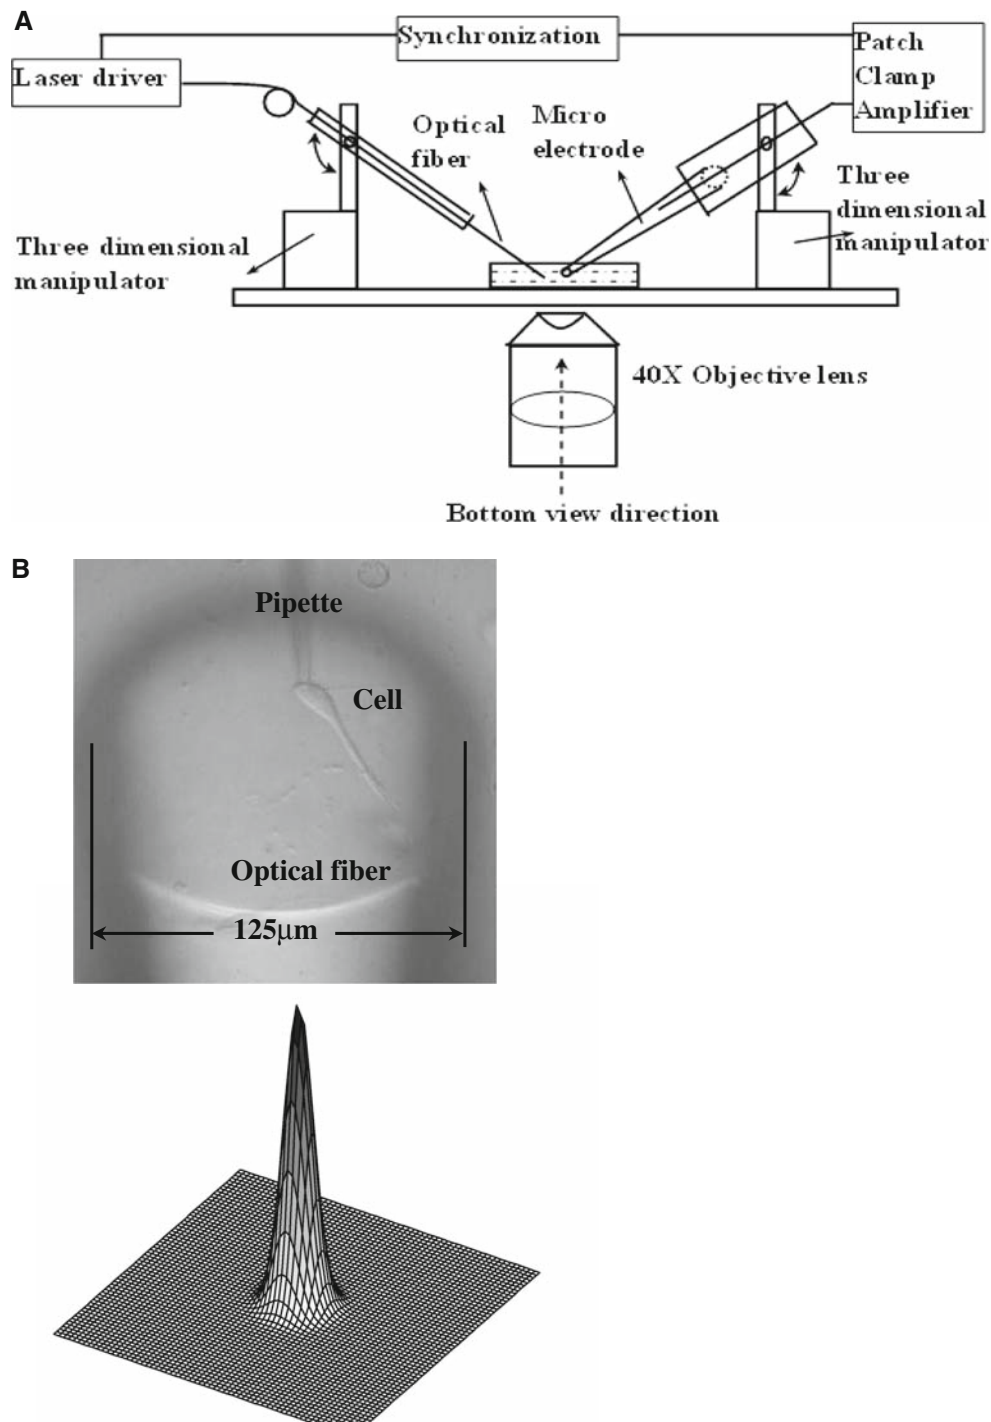 A
Synchronization
Laser driver
Patch
Clamp
Amplifier
Optical
fiber
Micro
electrode
Three dimensional
manipulator
Three
dimensional
manipulator
40X Objective lens
Bottom view direction
B
Pipette
Cell
Optical fiber
125μm